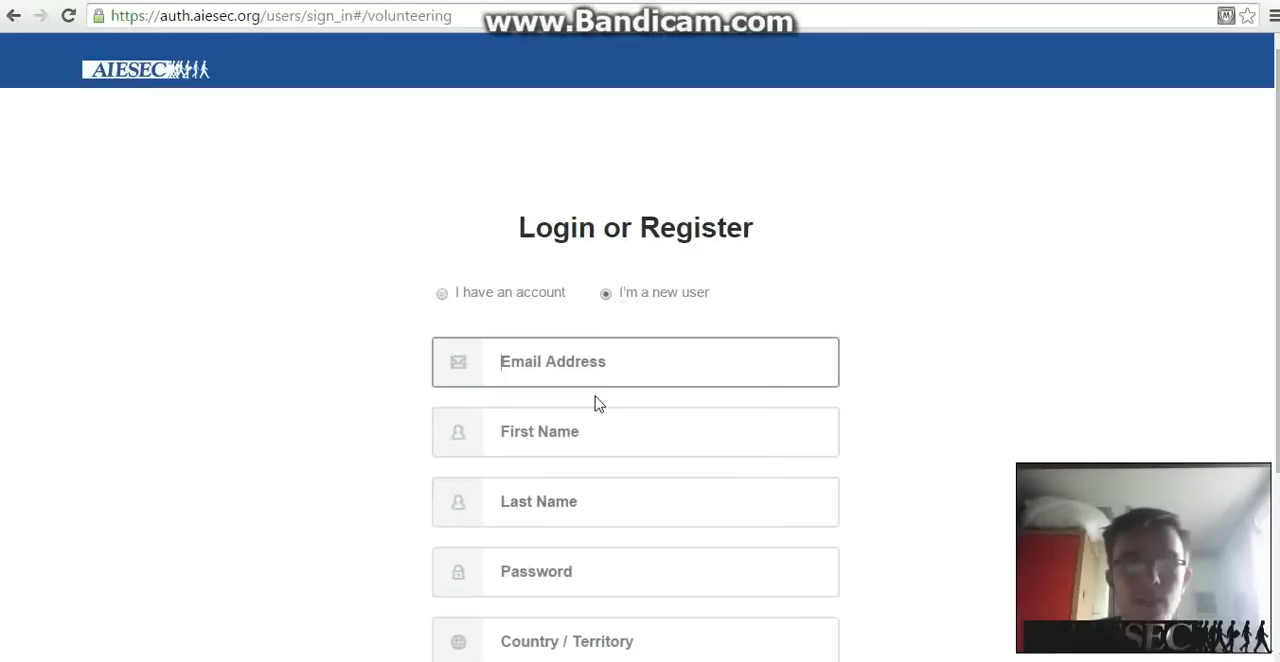 https://auth.aiesec.org/users/sign_in#/volunteering
www.Bandicam.com
AIESEC
Login or Register
I have an account
I'm a new user
Email Address
First Name
Last Name
Password
Country / Territory
AIESEC